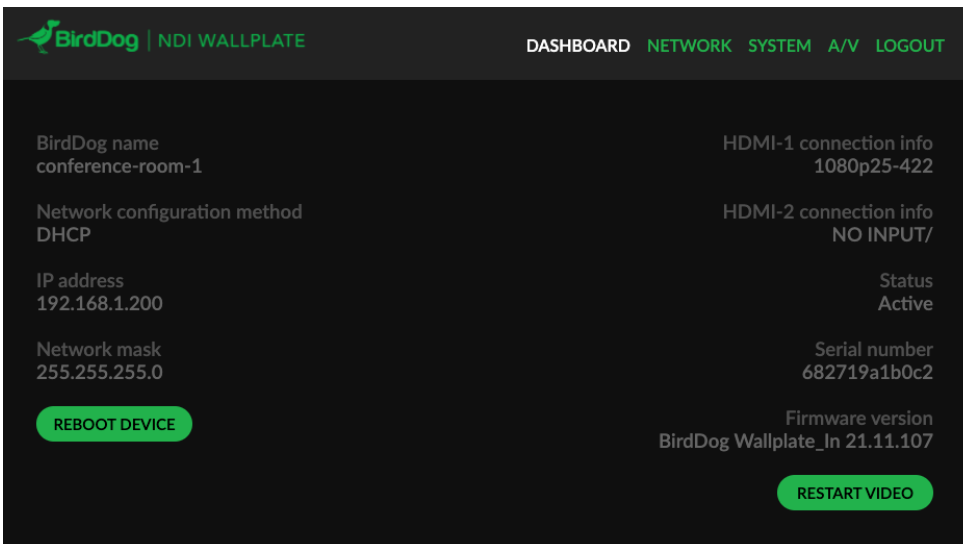 BirdDog | NDI WALLPLATE
DASHBOARD NETWORK SYSTEM A/V LOGOUT
BirdDog name
conference-room-1
Network configuration method
DHCP
IP address
192.168.1.200
Network mask
255.255.255.0
REBOOT DEVICE
HDMI-1 connection info
1080p25-422
HDMI-2 connection info
NO INPUT/
Status
Active
Serial number
682719a1b0c2
Firmware version
BirdDog Wallplate_In 21.11.107
RESTART VIDEO